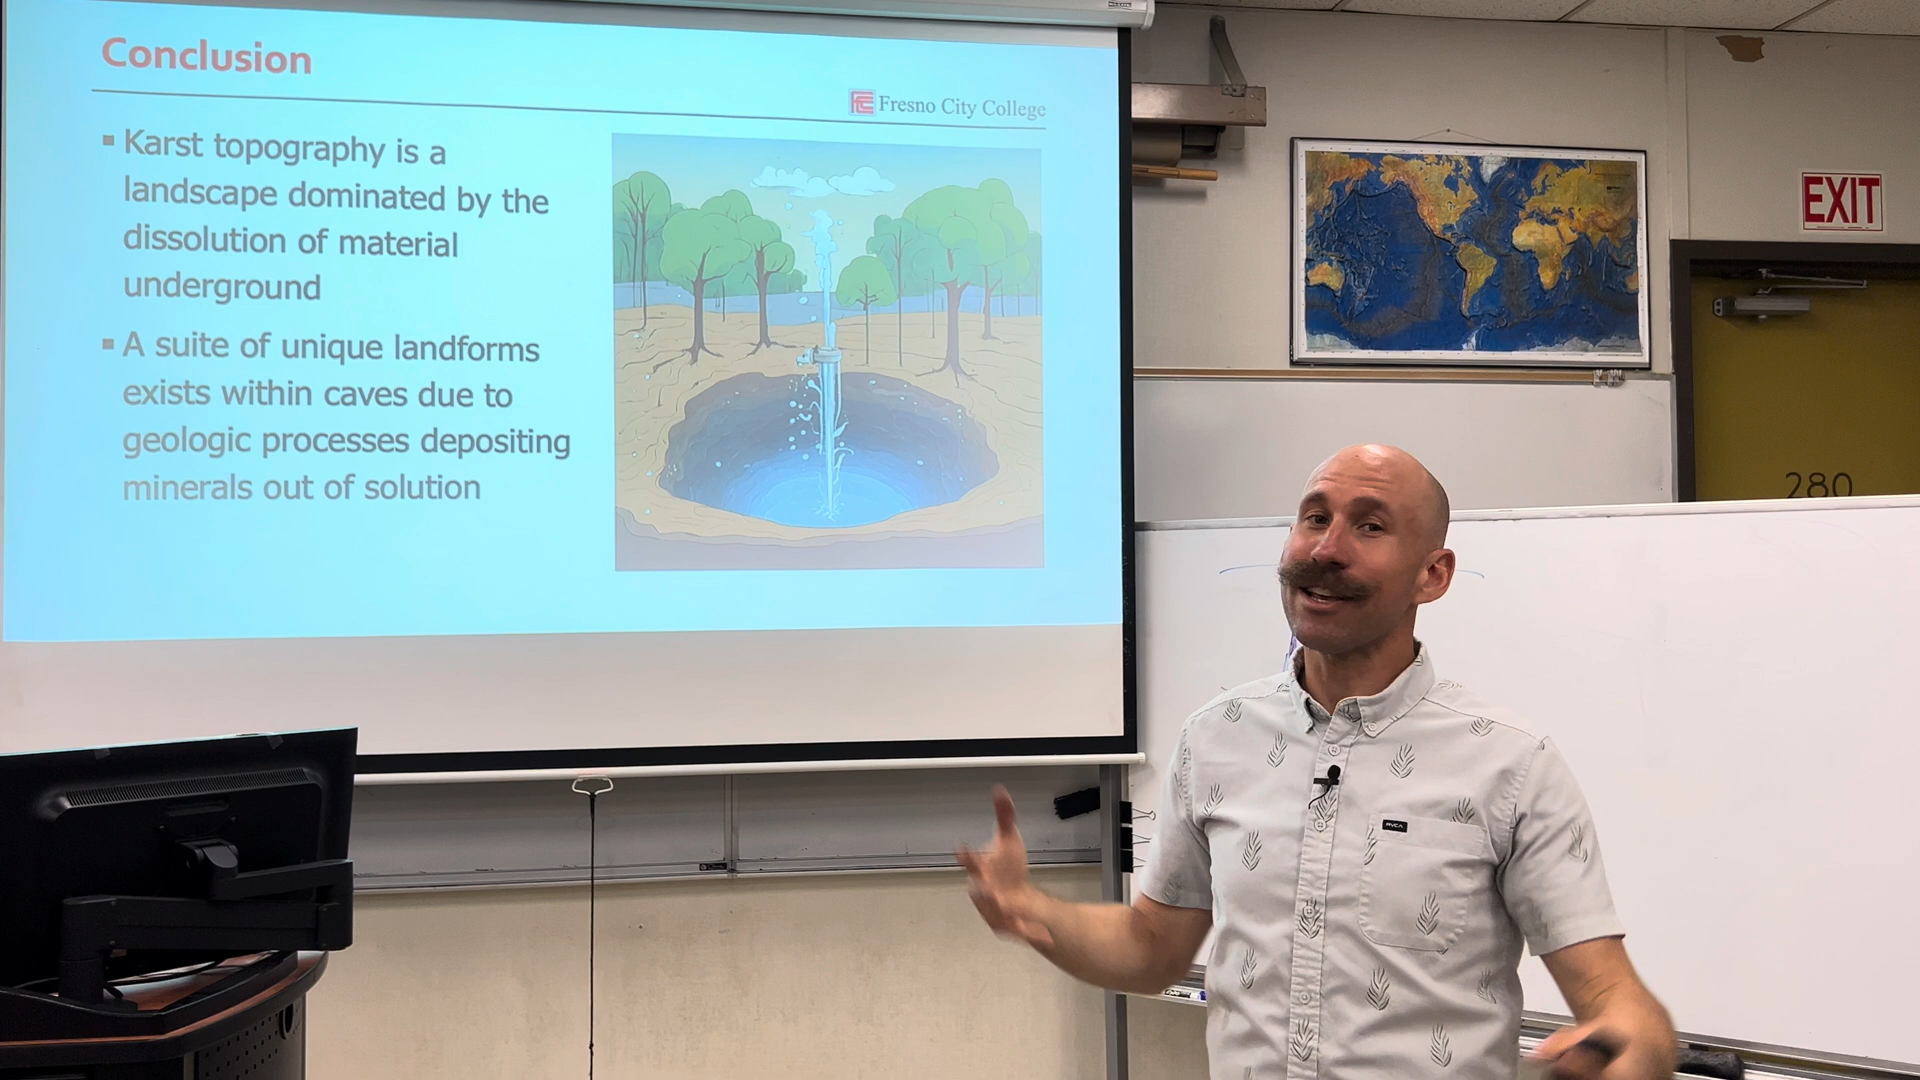 Conclusion
Fresno City College
▪ Karst topography is a
landscape dominated by the
dissolution of material
underground
▪ A suite of unique landforms
exists within caves due to
geologic processes depositing
minerals out of solution
EXIT
280
RVCA